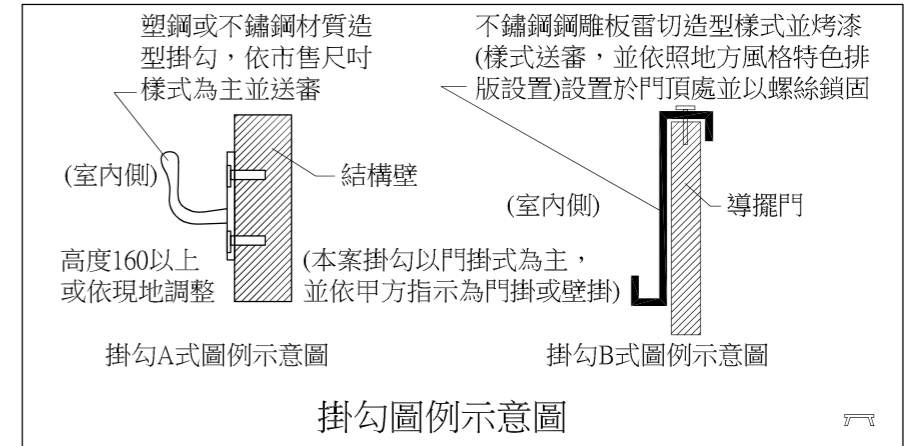 塑鋼或不鏽鋼材質造
型掛勾，依市售尺吋
樣式為主並送審
(室內側)
結構壁
高度160以上
或依現地調整
掛勾A式圖例示意圖
不鏽鋼鋼雕板雷切造型樣式並烤漆
(樣式送審，並依照地方風格特色排
版設置)設置於門頂處並以螺絲鎖固
(室內側)
導擺門
(本案掛勾以門掛式為主，
並依甲方指示為門掛或壁掛)
掛勾B式圖例示意圖
掛勾圖例示意圖